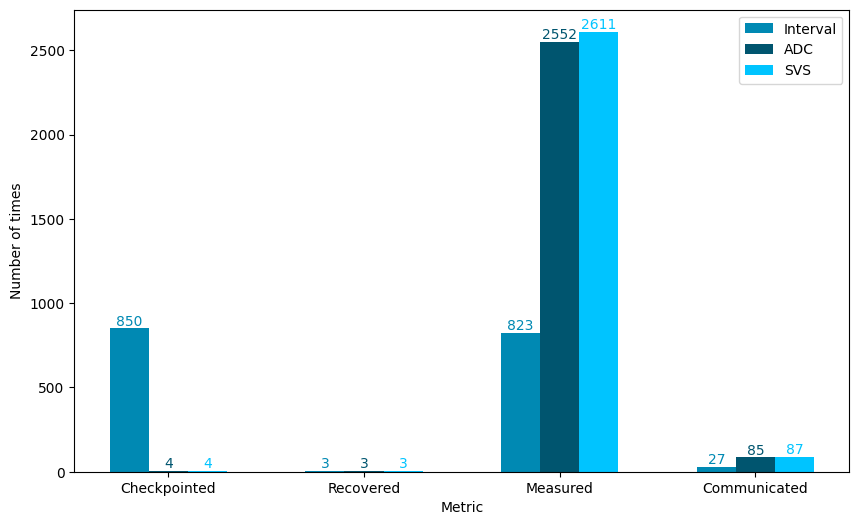 2611
2552
2500
2000
1500
1000
500
0
850
4
4
3
3
3
823
27
85
87
Interval
ADC
SVS
Number of times
Checkpointed
Recovered
Measured
Communicated
Metric